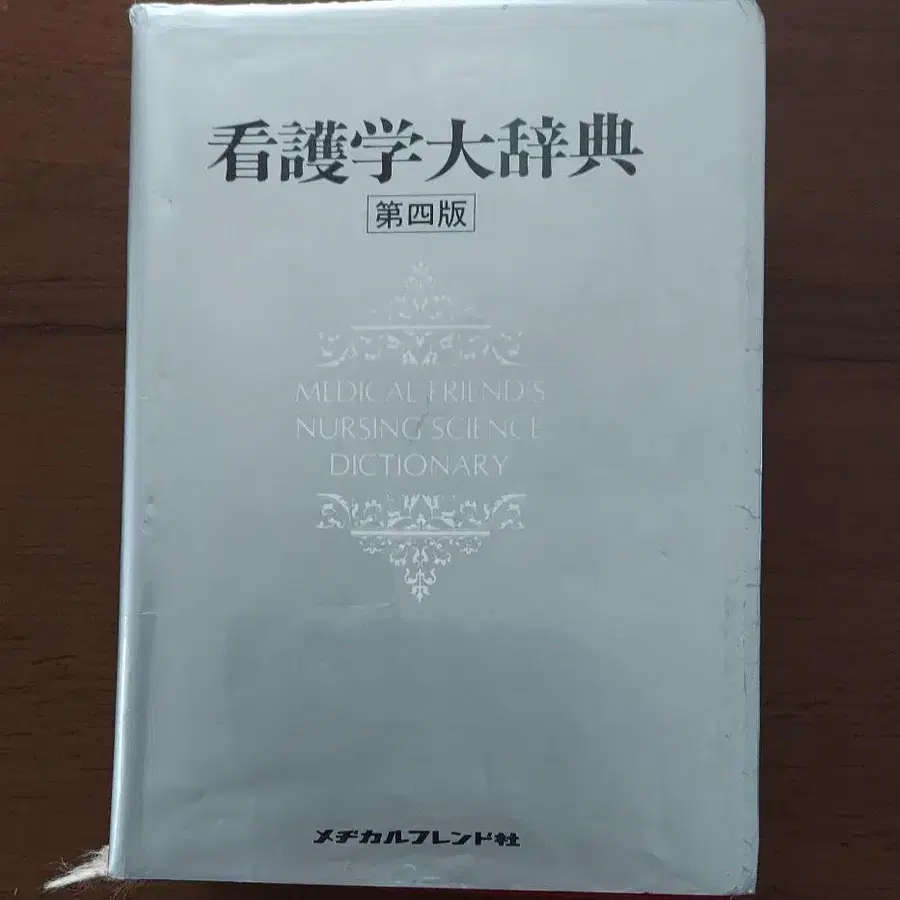 看護学大辞典
第四版
MEDICAL FRIEND'S
NURSING SCIENCE
DICTIONARY
メヂカルフレンド社